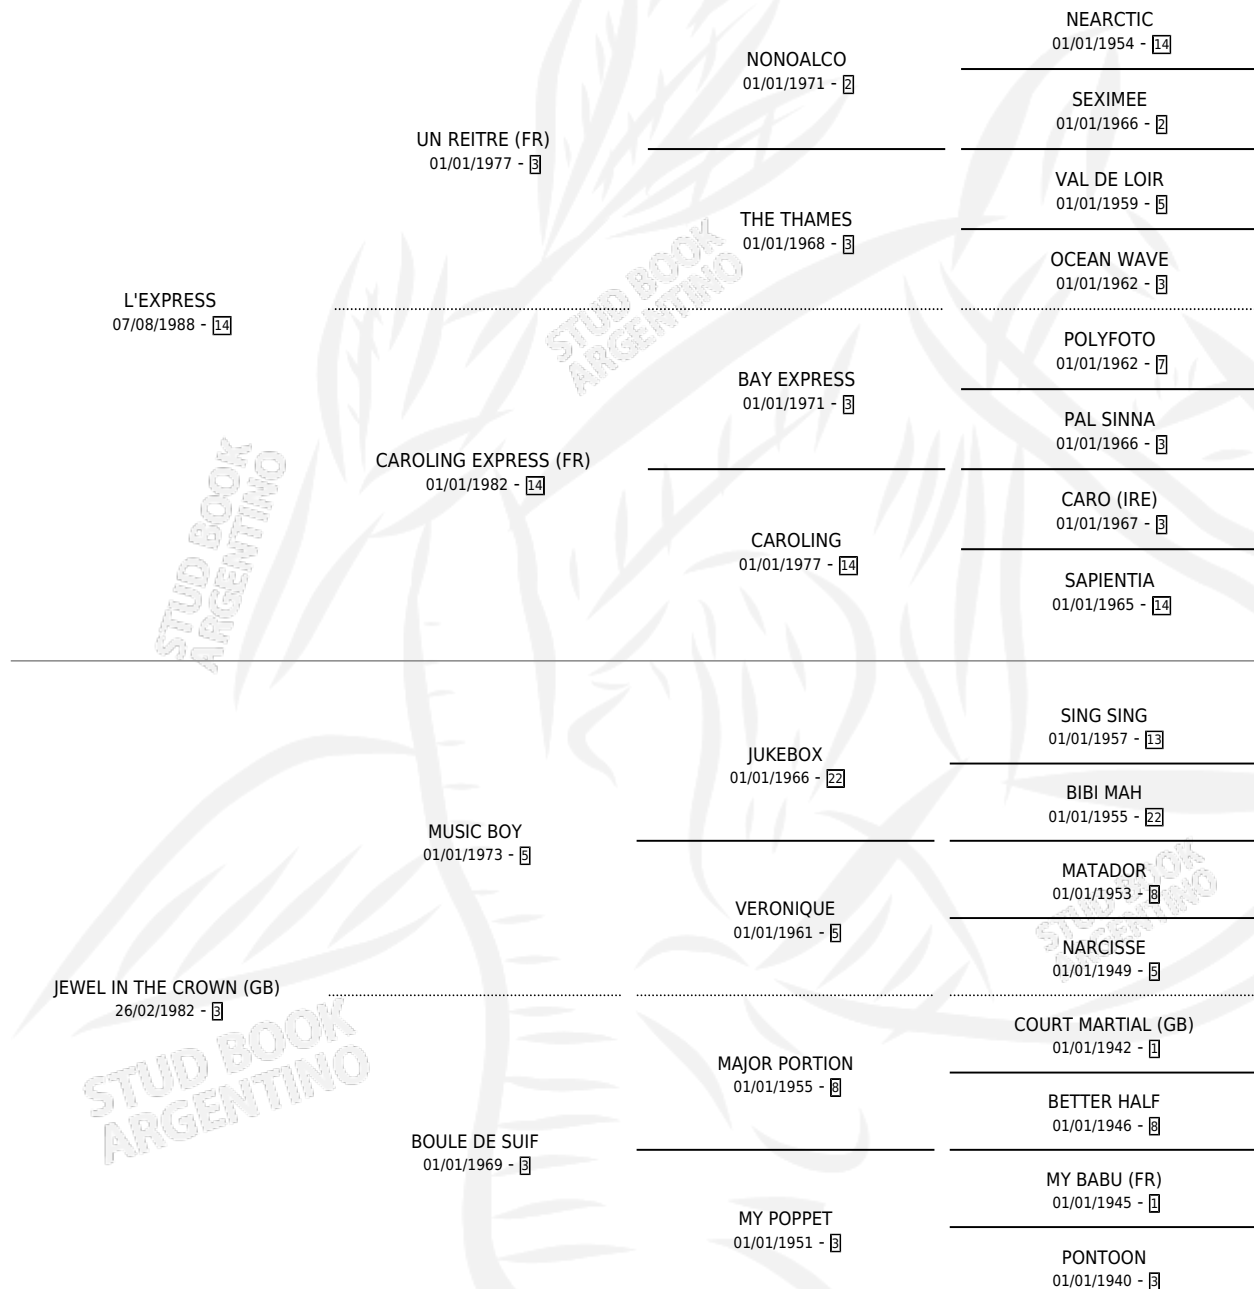 L'EXPRESS
07/08/1988 - 14
UN REITRE (FR)
01/01/1977 - 3
NONOALCO
01/01/1971 - 2
NEARCTIC
01/01/1954 - 14
SEXIMEE
01/01/1966 - 2
THE THAMES
01/01/1968 - 3
VAL DE LOIR
01/01/1959 - 5
OCEAN WAVE
01/01/1962 - 3
CAROLING EXPRESS (FR)
01/01/1982 - 14
BAY EXPRESS
01/01/1971 - 3
POLYFOTO
01/01/1962 - 7
PAL SINNA
01/01/1966 - 3
CAROLING
01/01/1977 - 14
CARO (IRE)
01/01/1967 - 3
SAPIENTIA
01/01/1965 - 14
JEWEL IN THE CROWN (GB)
26/02/1982 - 3
MUSIC BOY
01/01/1973 - 5
JUKEBOX
01/01/1966 - 22
SING SING
01/01/1957 - 13
BIBI MAH
01/01/1955 - 22
VERONIQUE
01/01/1961 - 5
MATADOR
01/01/1953 - 8
NARCISSE
01/01/1949 - 5
BOULE DE SUIF
01/01/1969 - 3
MAJOR PORTION
01/01/1955 - 8
COURT MARTIAL (GB)
01/01/1942 - 1
BETTER HALF
01/01/1946 - 8
MY POPPET
01/01/1951 - 3
MY BABU (FR)
01/01/1945 - 1
PONTOON
01/01/1940 - 3
STUD BOOK
ARGENTINO
STUD BOOK
ARGENTINO
STUD BOOK
ARGENTINO
STUD BOOK
ARGENTINO